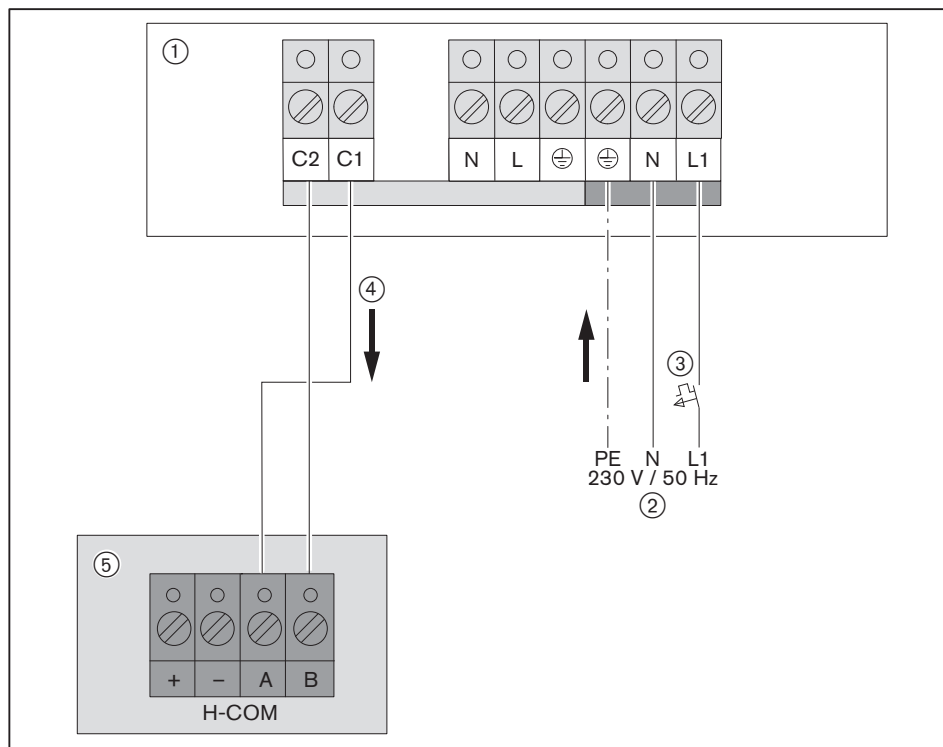 ①
C2 C1 N L N L1
④
③
PE N L1
230 V / 50 Hz
②
⑤
+ − A B
H-COM